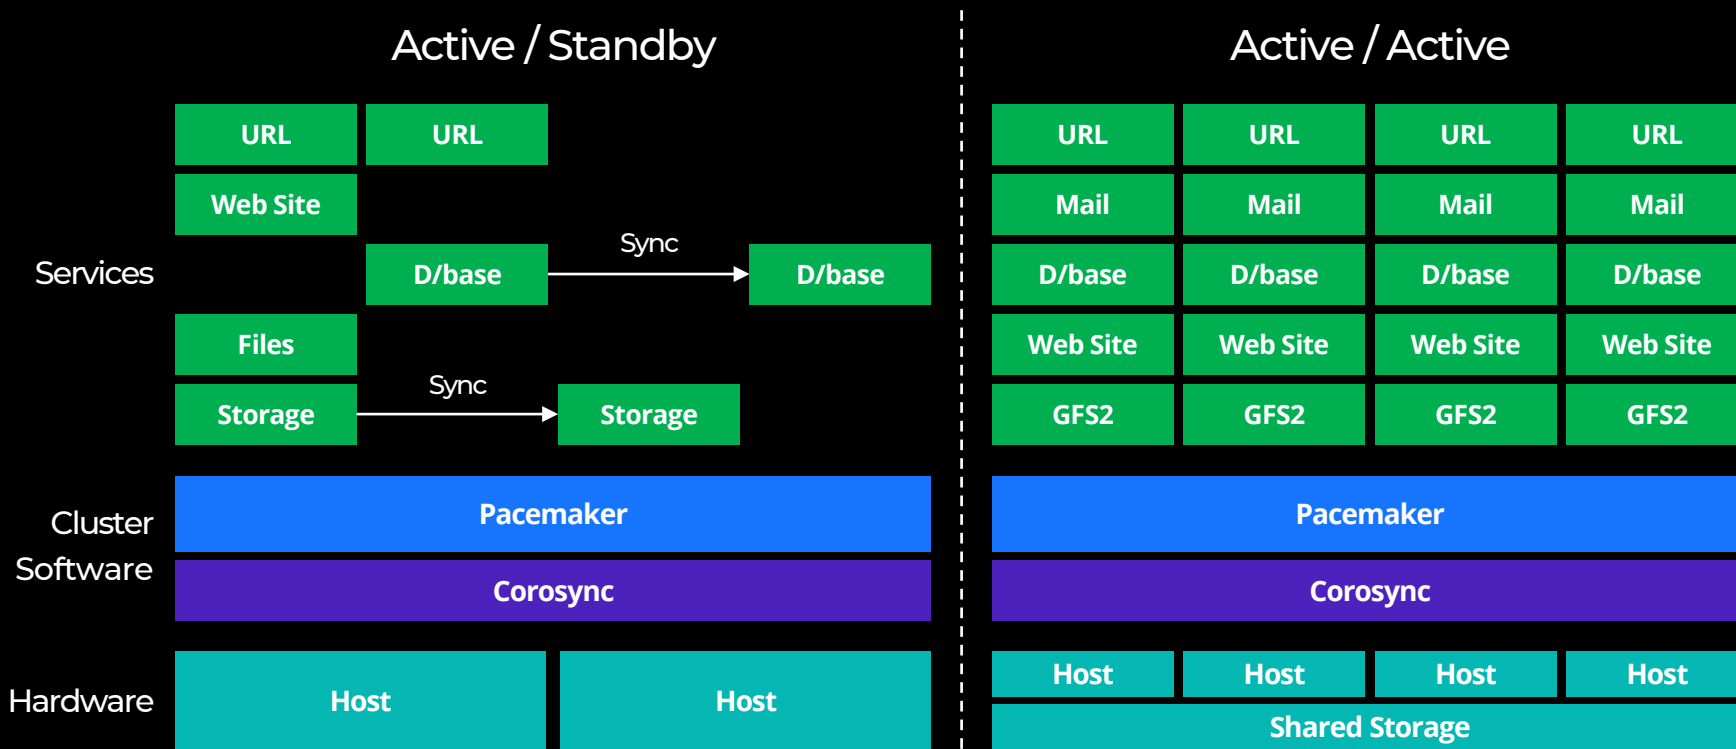 Active / Standby
URL URL
Web Site
Services
D/base Sync D/base
Files
Storage Sync Storage
Cluster
Software
Pacemaker
Corosync
Hardware
Host Host
Active / Active
URL URL URL URL
Mail Mail Mail Mail
D/base D/base D/base D/base
Web Site Web Site Web Site Web Site
GFS2 GFS2 GFS2 GFS2
Pacemaker
Corosync
Host Host Host Host
Shared Storage